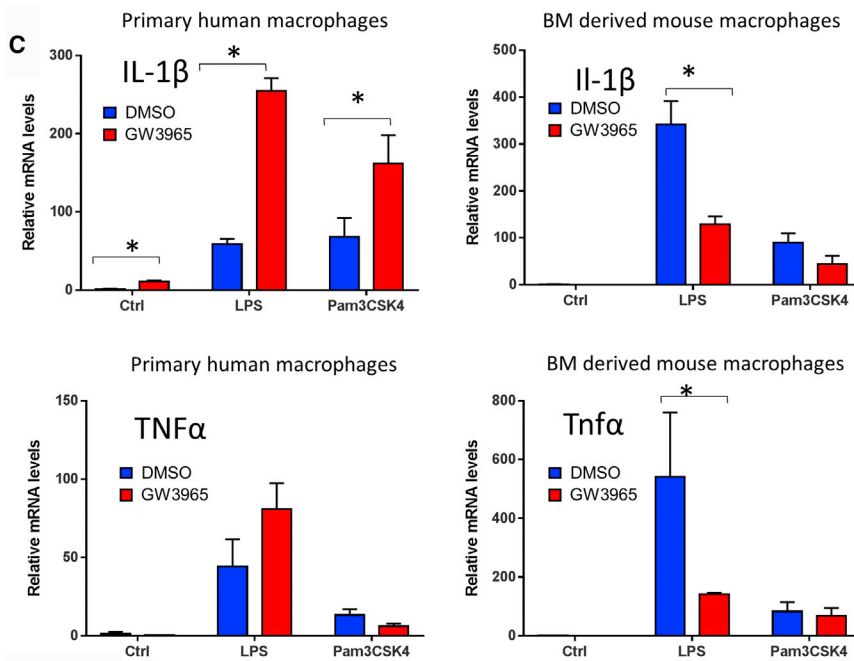 C
Primary human macrophages
IL-1β
*
*
*
DMSO
GW3965
Relative mRNA levels
300
200
100
0
Ctrl
LPS
Pam3CSK4
BM derived mouse macrophages
Il-1β
*
DMSO
GW3965
Relative mRNA levels
500
400
300
200
100
0
Ctrl
LPS
Pam3CSK4
Primary human macrophages
TNFα
DMSO
GW3965
Relative mRNA levels
150
100
50
0
Ctrl
LPS
Pam3CSK4
BM derived mouse macrophages
Tnfα
*
DMSO
GW3965
Relative mRNA levels
800
600
400
200
0
Ctrl
LPS
Pam3CSK4